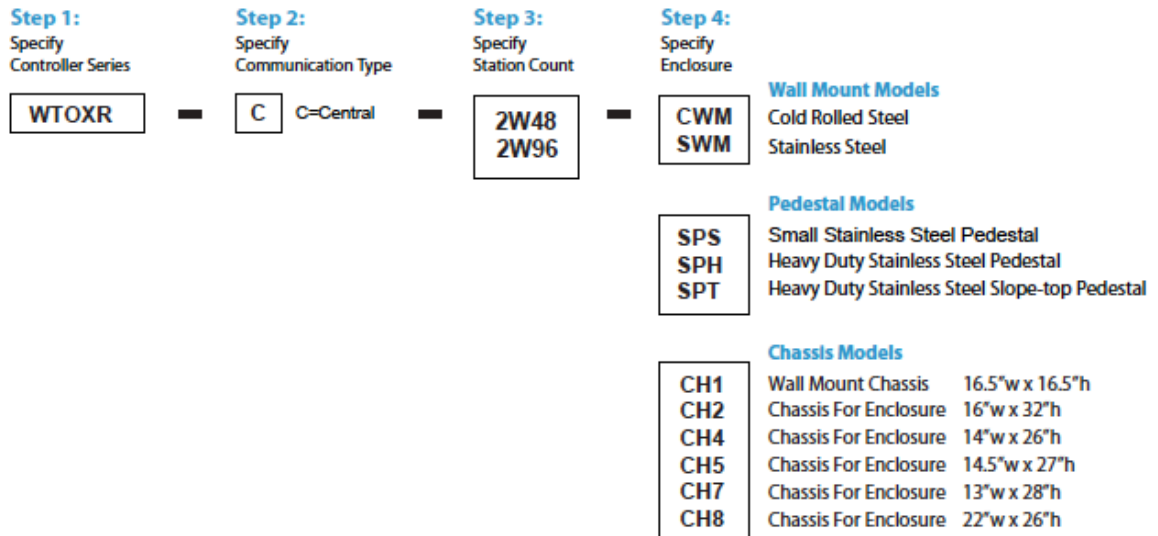 Step 1:
Specify
Controller Series
WTOXR
-
Step 2:
Specify
Communication Type
C
C=Central
-
Step 3:
Specify
Station Count
2W48
2W96
-
Step 4:
Specify
Enclosure
Wall Mount Models
CWM Cold Rolled Steel
SWM Stainless Steel
Pedestal Models
SPS Small Stainless Steel Pedestal
SPH Heavy Duty Stainless Steel Pedestal
SPT Heavy Duty Stainless Steel Slope-top Pedestal
Chassis Models
CH1 Wall Mount Chassis 16.5"w x 16.5"h
CH2 Chassis For Enclosure 16"w x 32"h
CH4 Chassis For Enclosure 14"w x 26"h
CH5 Chassis For Enclosure 14.5"w x 27"h
CH7 Chassis For Enclosure 13"w x 28"h
CH8 Chassis For Enclosure 22"w x 26"h